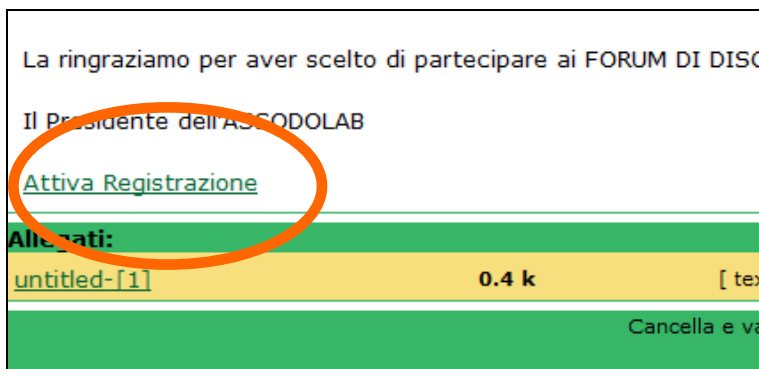 La ringraziamo per aver scelto di partecipare ai FORUM DI DISC
Il Presidente dell'ASSODOLAB
Attiva Registrazione
Allegati:
untitled-[1] 0.4 k [ tex
Cancella e va